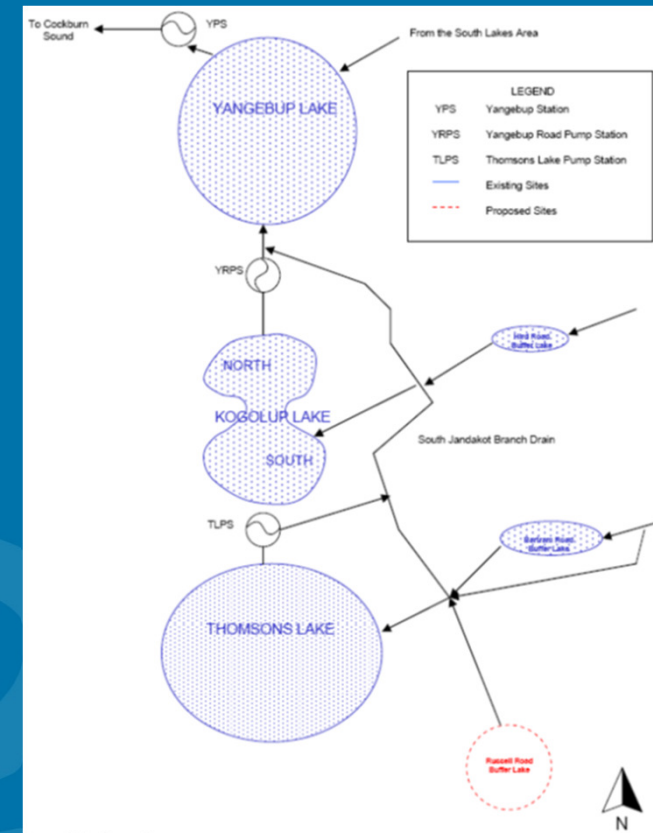 To Cockburn
Sound
YPS
From the South Lakes Area
YANGEBUP LAKE
LEGEND
YPS Yangebup Station
YRPS Yangebup Road Pump Station
TLPS Thomsons Lake Pump Station
Existing Sites
Proposed Sites
YRPS
NORTH
Buffer Lake
KOGOLUP LAKE
SOUTH
South Jandakot Branch Drain
TLPS
Buffer Lake
THOMSONS LAKE
Russell Road
Buffer Lake
N